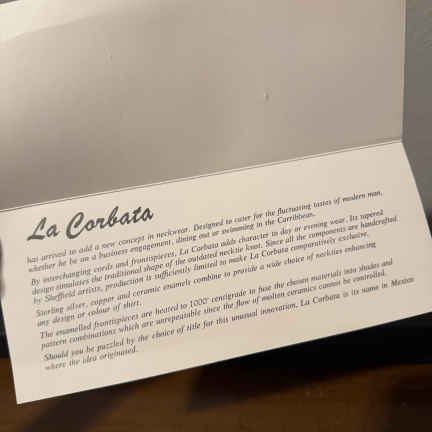 La Corbata
has arrived to add a new concept in neckwear. Designed to cater for the fluctuating tastes of modern man,
whether he be on a business engagement, dining out or swimming in the Carribbean.
By interchanging cords and frontispieces, La Corbata adds character to day or evening wear. Its tapered
design simulates the traditional shape of the outdated necktie knot. Since all the components are handcrafted
by Sheffield artists, production is sufficiently limited to make La Corbata comparatively exclusive.
Sterling silver, copper and ceramic enamels combine to provide a wide choice of neckties enhancing
any design or colour of shirt.
The enamelled frontispieces are heated to 1000° centigrade to fuse the chosen materials into shades and
pattern combinations which are unrepeatable since the flow of molten ceramics cannot be controlled.
Should you be puzzled by the choice of title for this unusual innovation, La Corbata is its name in Mexico
where the idea originated.